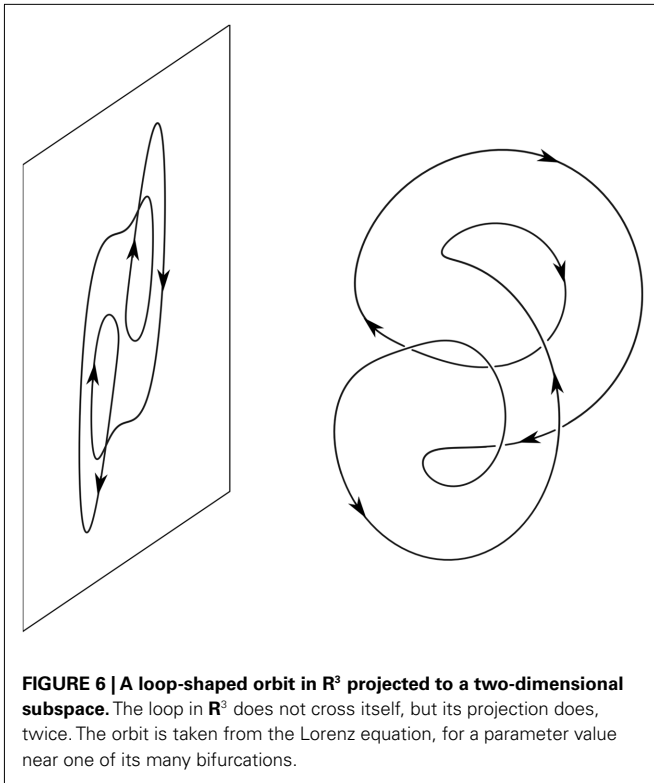 FIGURE 6 | A loop-shaped orbit in R³ projected to a two-dimensional
subspace. The loop in R³ does not cross itself, but its projection does,
twice. The orbit is taken from the Lorenz equation, for a parameter value
near one of its many bifurcations.